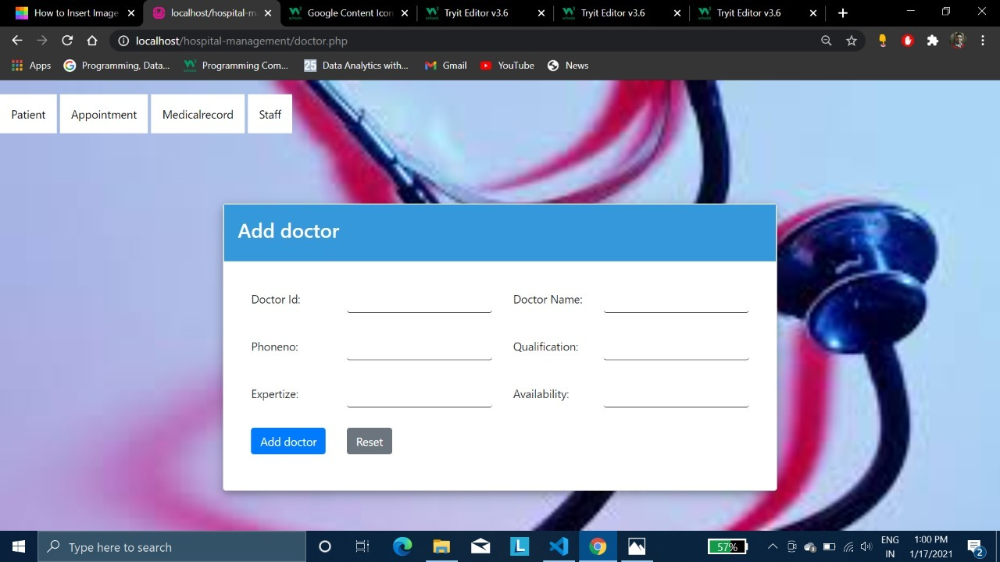 How to Insert Image
localhost/hospital-m
Google Content Icon
Tryit Editor v3.6
Tryit Editor v3.6
Tryit Editor v3.6
localhost/hospital-management/doctor.php
Apps
Programming, Data...
Programming Com...
25 Data Analytics with...
Gmail
YouTube
News
Patient Appointment Medicalrecord Staff
Add doctor
Doctor Id: Doctor Name:
Phoneno: Qualification:
Expertize: Availability:
Add doctor Reset
Type here to search
L
57%
ENG
IN
1:00 PM
1/17/2021
2